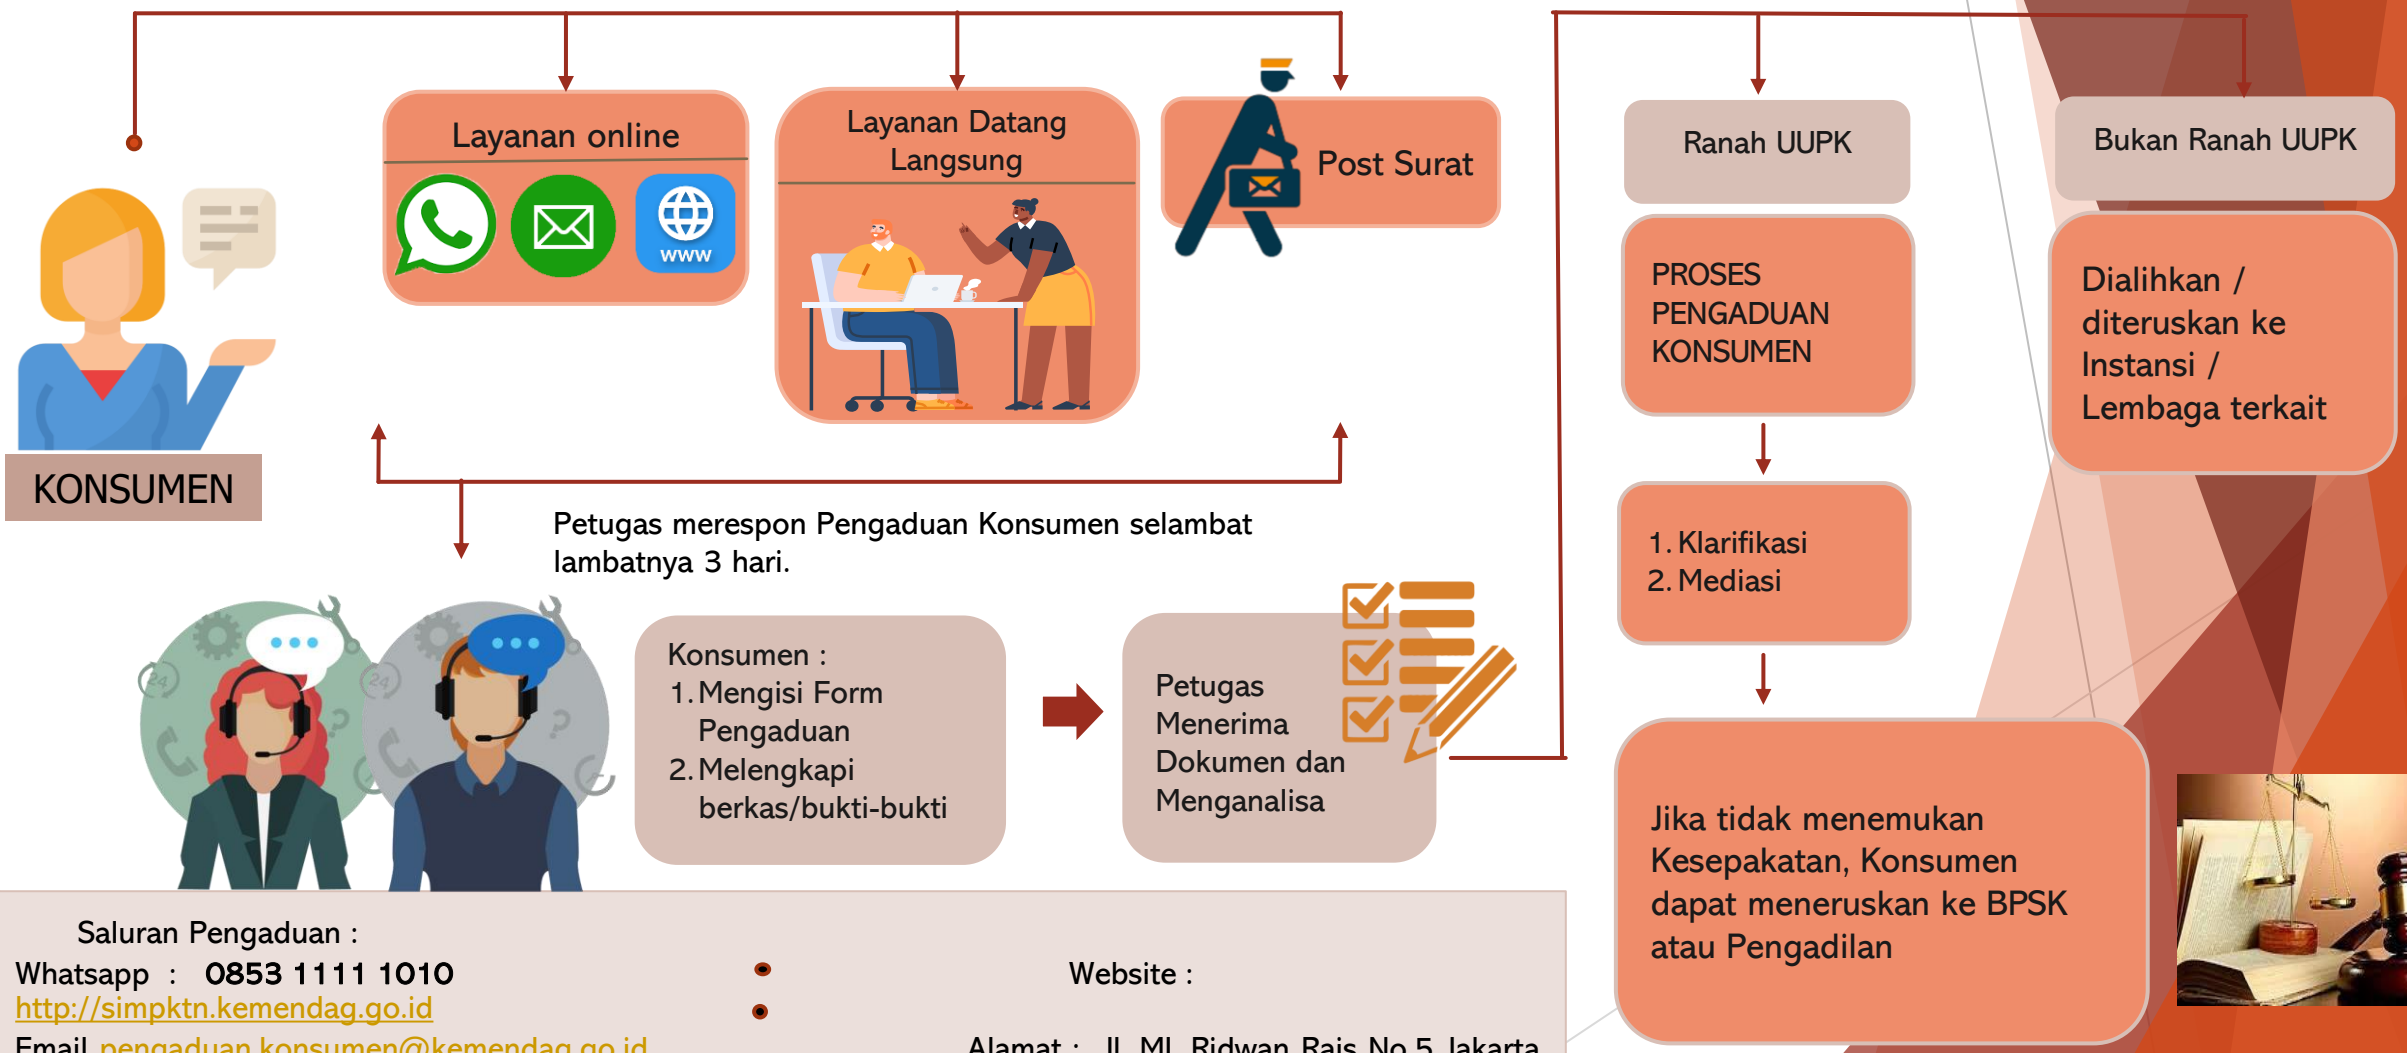 Layanan online
WWW
Layanan Datang
Langsung
Post Surat
KONSUMEN
Petugas merespon Pengaduan Konsumen selambat
lambatnya 3 hari.
24
24
Konsumen :
1. Mengisi Form
Pengaduan
2. Melengkapi
berkas/bukti-bukti
Petugas
Menerima
Dokumen dan
Menganalisa
Ranah UUPK
PROSES
PENGADUAN
KONSUMEN
1. Klarifikasi
2. Mediasi
Jika tidak menemukan
Kesepakatan, Konsumen
dapat meneruskan ke BPSK
atau Pengadilan
Bukan Ranah UUPK
Dialihkan /
diteruskan ke
Instansi /
Lembaga terkait
Saluran Pengaduan :
Whatsapp : 0853 1111 1010
Website :
http://simpktn.kemendag.go.id
Email pengaduan.konsumen@kemendag.go.id
Alamat : Jl. MI. Ridwan Rais No.5 Jakarta